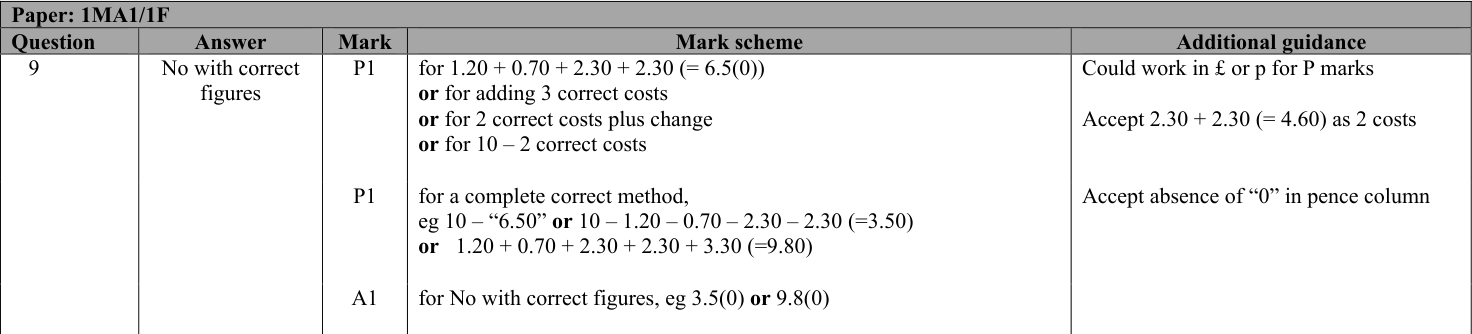 Paper: 1MA1/1F
Question Answer Mark Mark scheme Additional guidance
9 No with correct P1 for 1.20 + 0.70 + 2.30 + 2.30 (= 6.5(0)) Could work in £ or p for P marks
figures or for adding 3 correct costs
or for 2 correct costs plus change Accept 2.30 + 2.30 (= 4.60) as 2 costs
or for 10 – 2 correct costs
P1 for a complete correct method, Accept absence of “0” in pence column
eg 10 – “6.50” or 10 – 1.20 – 0.70 – 2.30 – 2.30 (=3.50)
or 1.20 + 0.70 + 2.30 + 2.30 + 3.30 (=9.80)
A1 for No with correct figures, eg 3.5(0) or 9.8(0)